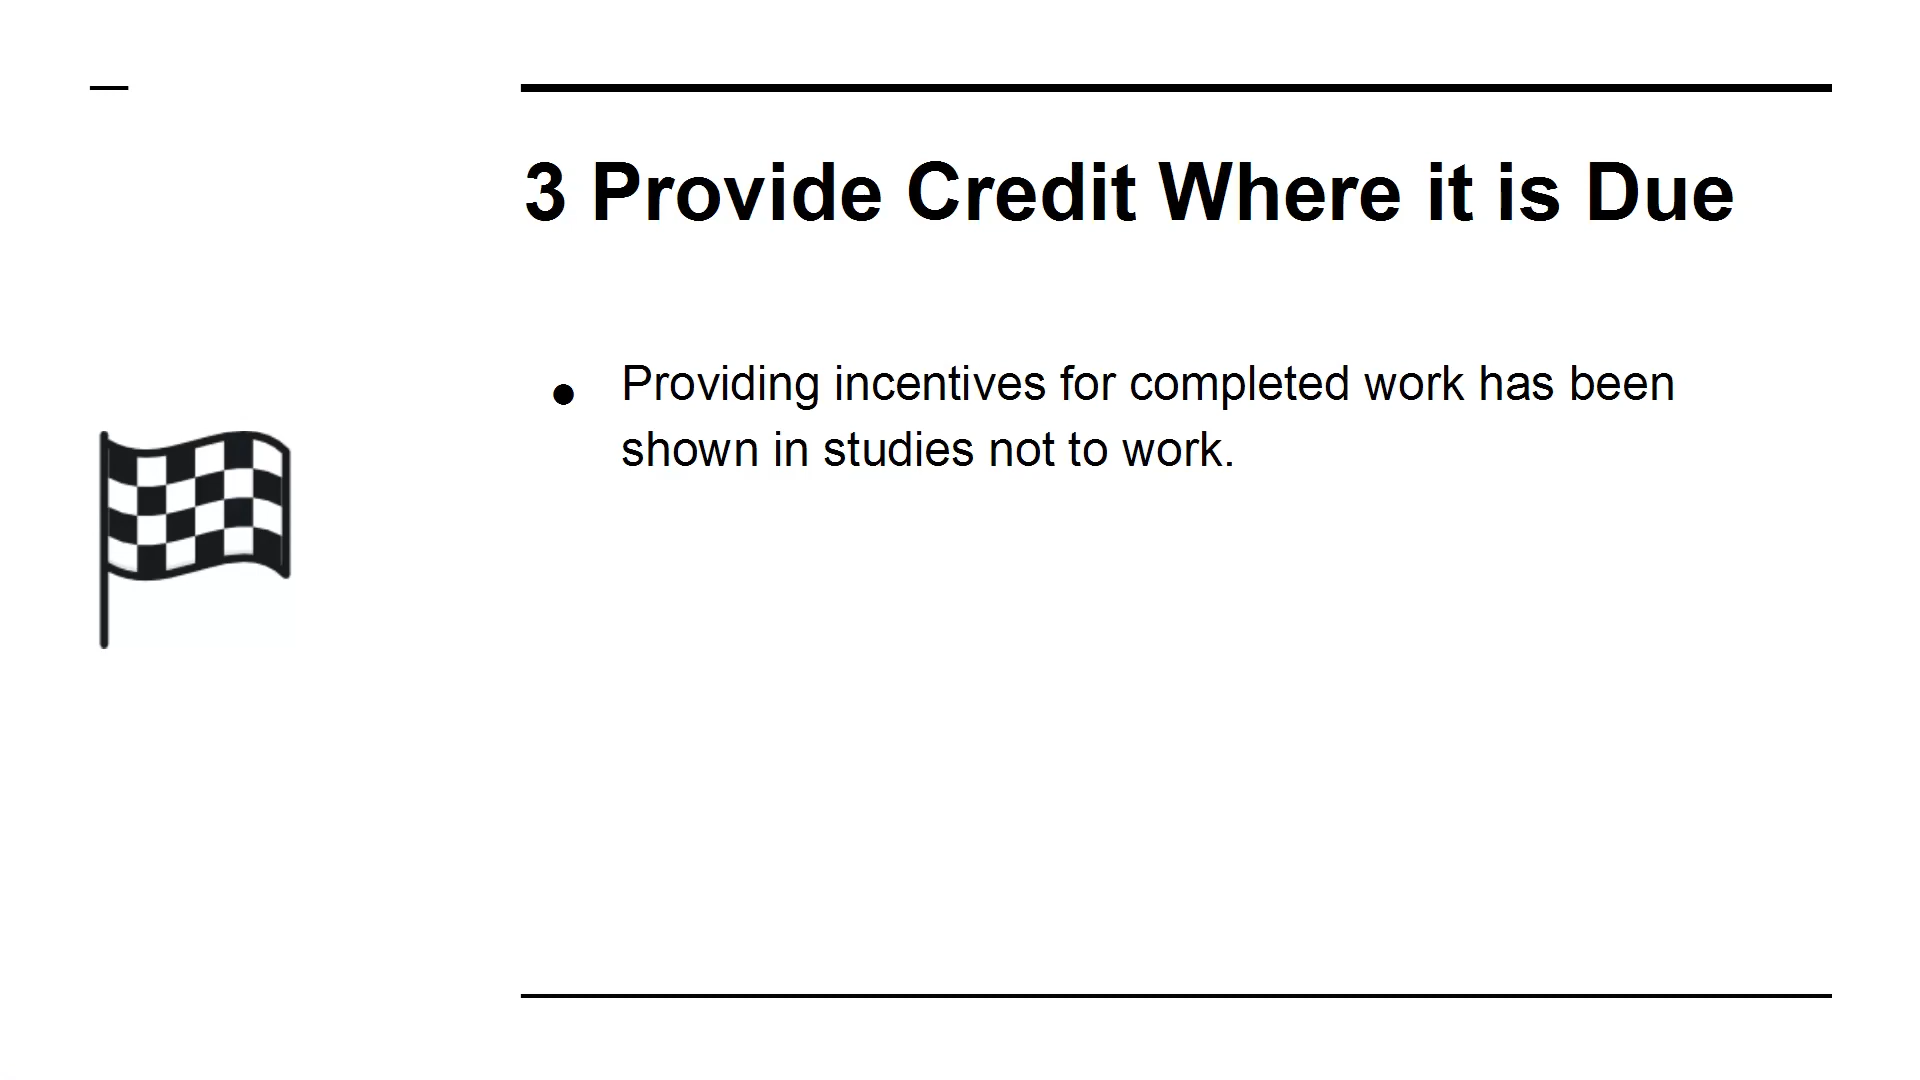 3 Provide Credit Where it is Due
● Providing incentives for completed work has been
shown in studies not to work.